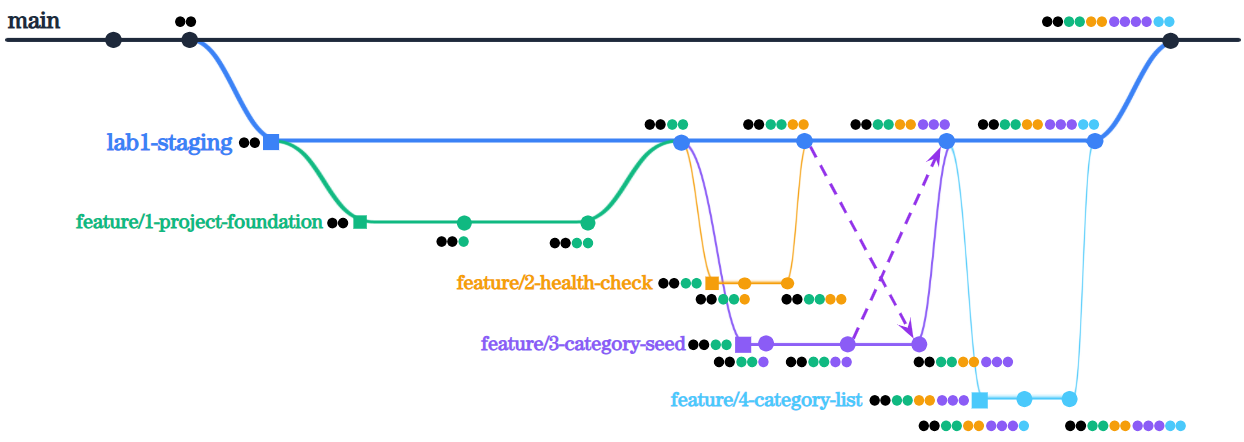 main
lab1-staging
feature/1-project-foundation
feature/2-health-check
feature/3-category-seed
feature/4-category-list